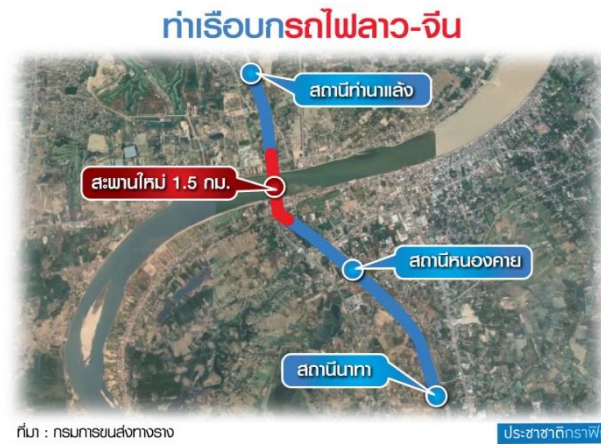 ท่าเรือบกรถไฟลาว-จีน
สถานีท่านาแล้ง
สะพานใหม่ 1.5 กม.
สถานีหนองคาย
สถานีนาทา
ที่มา : กรมการขนส่งทางราง
ประชาชาติกราฟิ